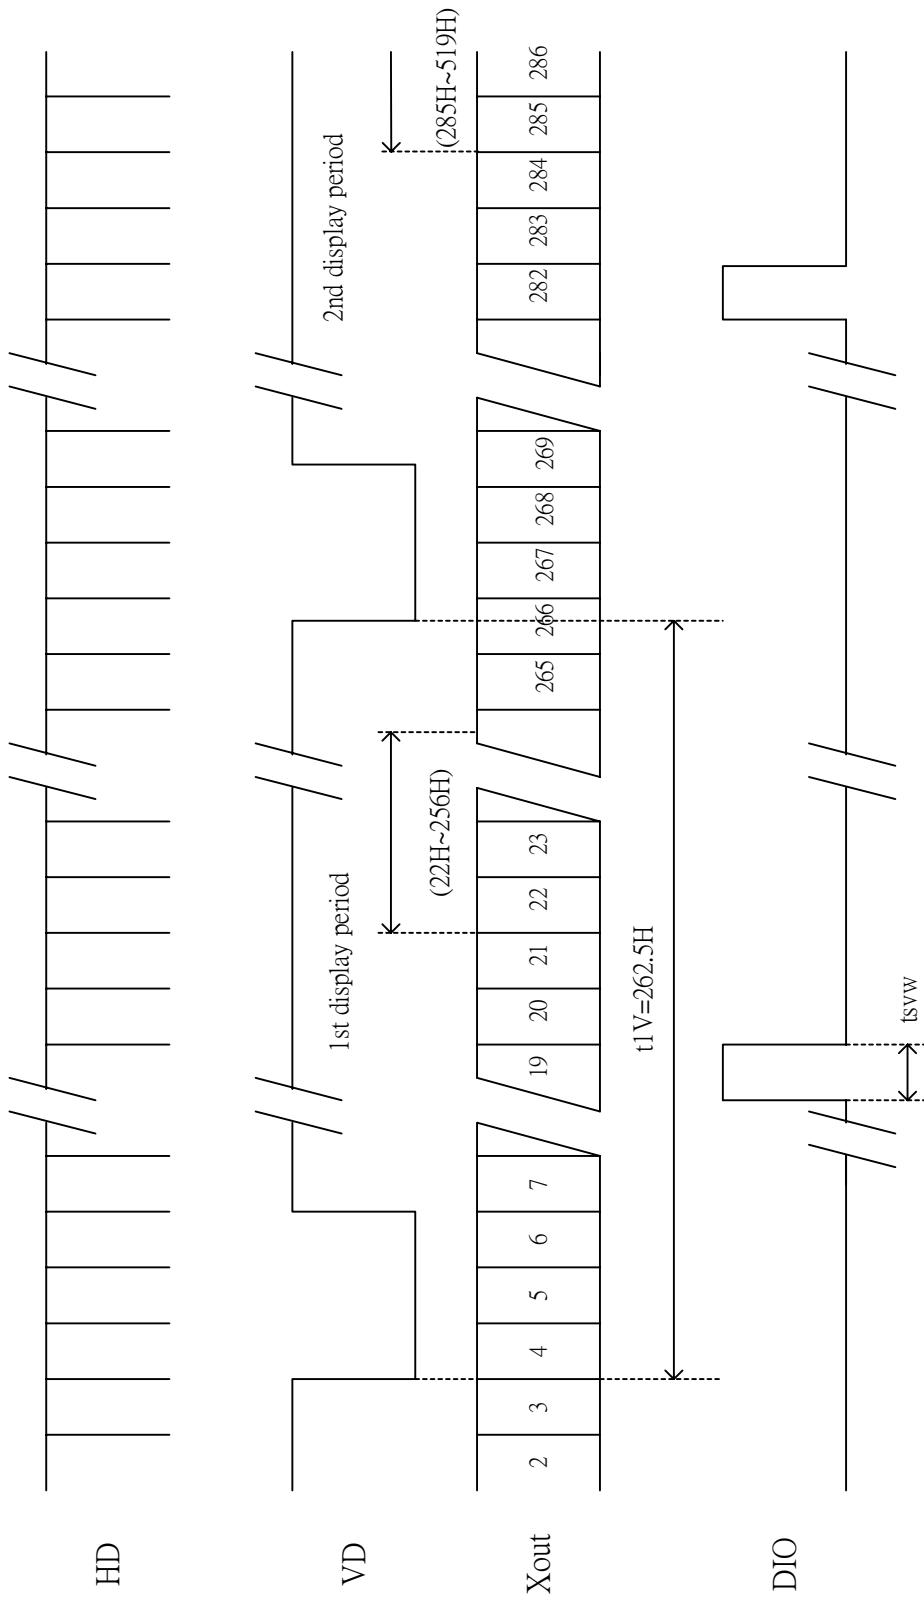 HD
VD
1st display period
2nd display period
(22H~256H)
(285H~519H)
Xout
2 3 4 5 6 7 19 20 21 22 23 265 266 267 268 269 282 283 284 285 286
t1V=262.5H
DIO
tsvw